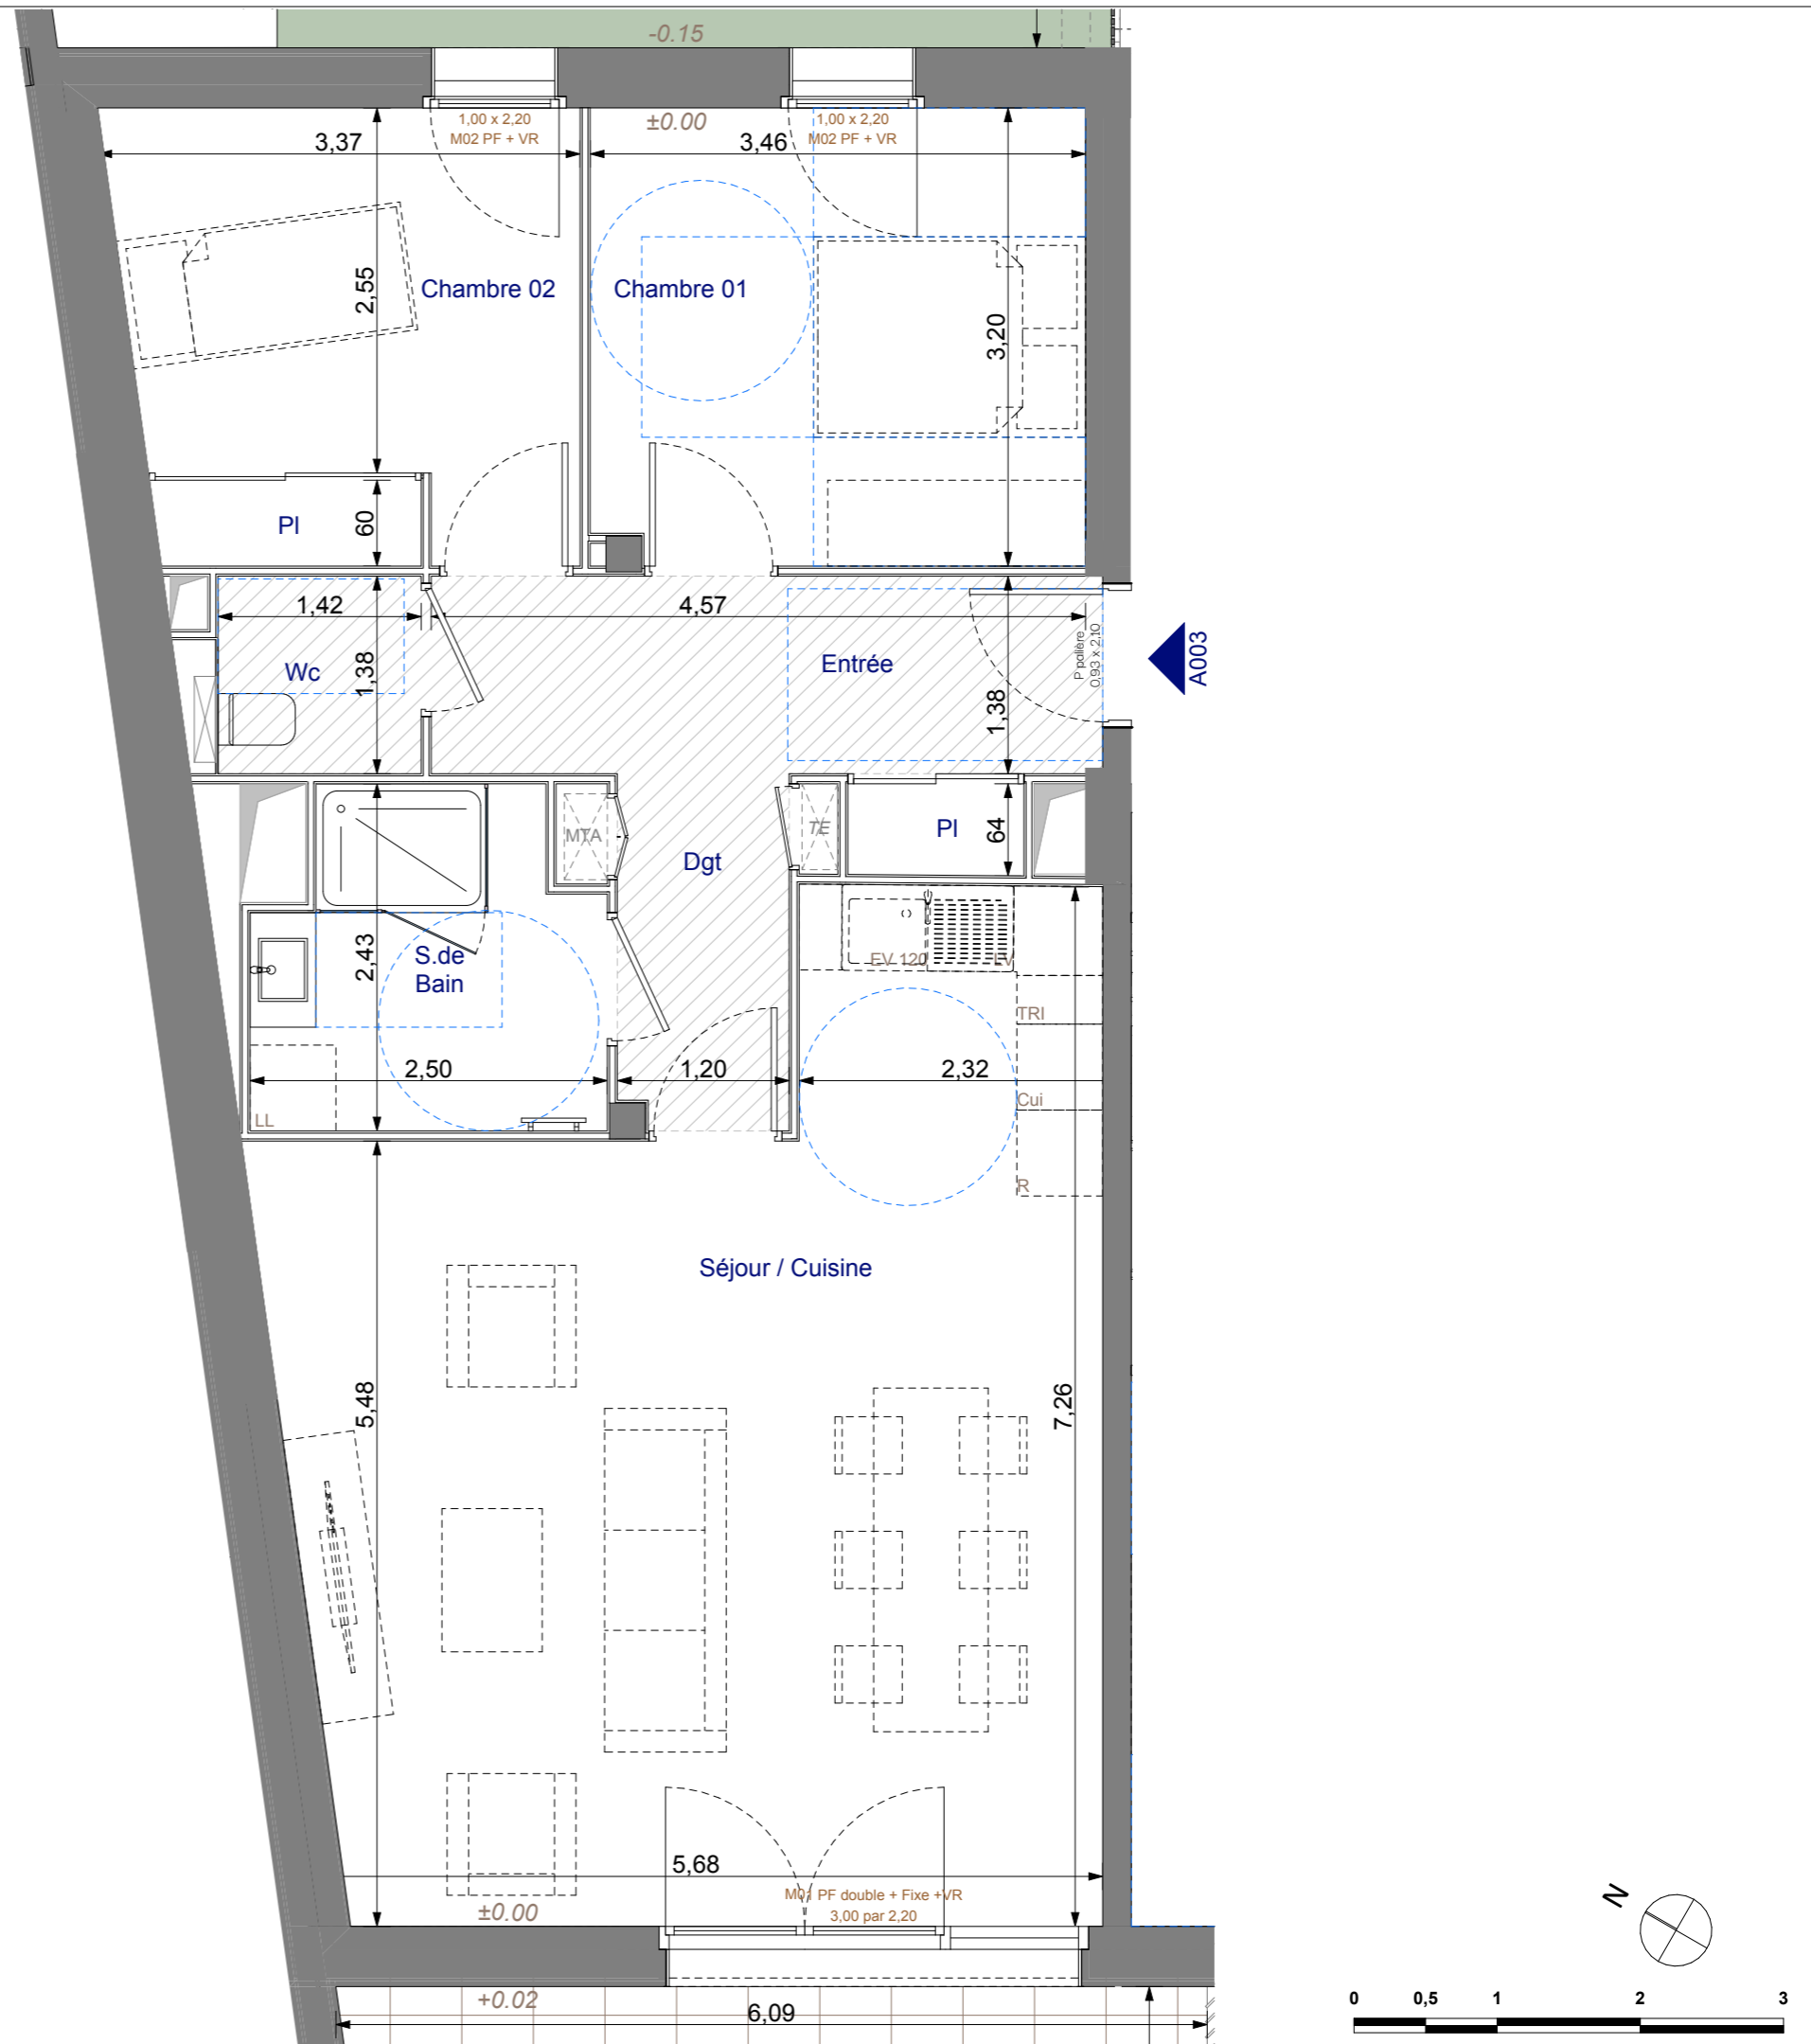 -0.15
1,00 x 2,20
M02 PF + VR
±0.00
1,00 x 2,20
M02 PF + VR
3,37
3,46
2,55
Chambre 02
Chambre 01
3,20
Pl
60
1,42
4,57
Wc
1,38
Entrée
1,38
P palière
0,93 x 2,10
A003
MTA
Dgt
TE
Pl
64
2,43
S.de
Bain
EV 120
LV
TRI
2,50
1,20
2,32
Cui
LL
R
Séjour / Cuisine
5,48
7,26
5,68
M01 PF double + Fixe +VR
3,00 par 2,20
±0.00
N
+0.02
6,09
0 0,5 1 2 3